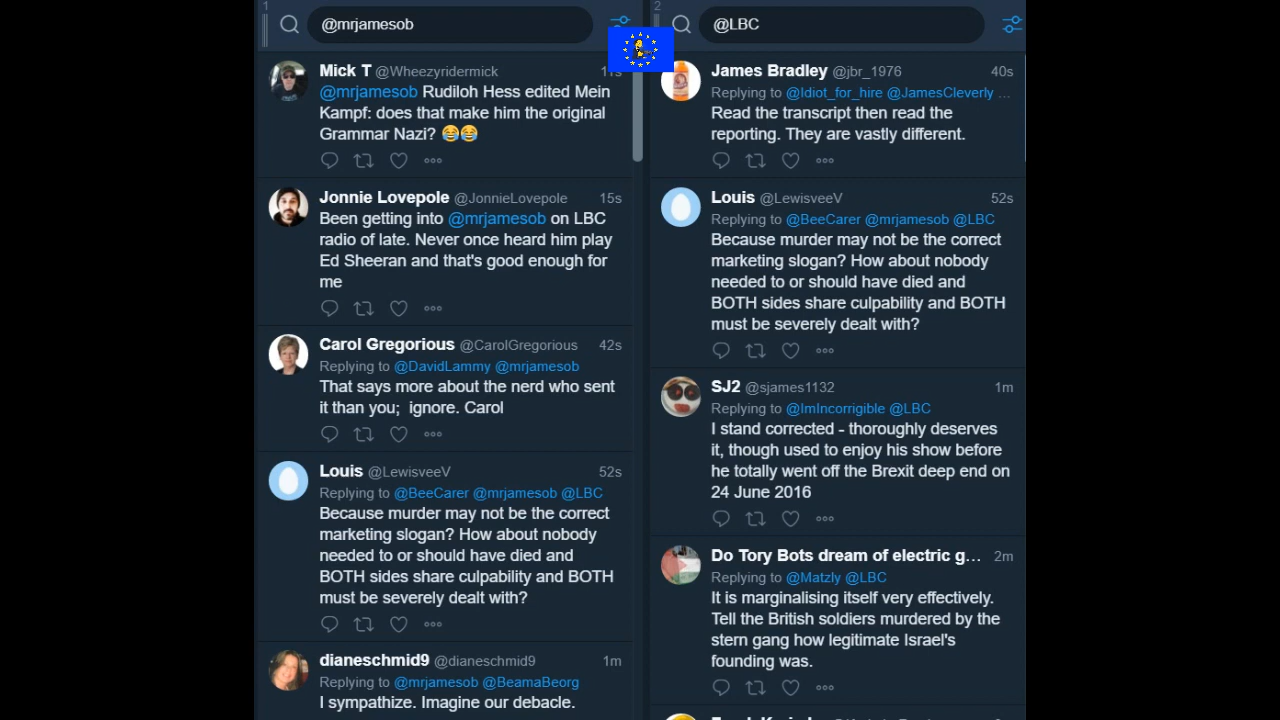 1
@mrjamesob
Mick T @Wheezyridermick 11s
@mrjamesob Rudiloh Hess edited Mein
Kampf: does that make him the original
Grammar Nazi? 😂😂
Jonnie Lovepole @JonnieLovepole 15s
Been getting into @mrjamesob on LBC
radio of late. Never once heard him play
Ed Sheeran and that's good enough for
me
Carol Gregorious @CarolGregorious 42s
Replying to @DavidLammy @mrjamesob
That says more about the nerd who sent
it than you; ignore. Carol
Louis @LewisveeV 52s
Replying to @BeeCarer @mrjamesob @LBC
Because murder may not be the correct
marketing slogan? How about nobody
needed to or should have died and
BOTH sides share culpability and BOTH
must be severely dealt with?
dianeschmid9 @dianeschmid9 1m
Replying to @mrjamesob @BeamaBeorg
I sympathize. Imagine our debacle.
2
@LBC
James Bradley @jbr_1976 40s
Replying to @Idiot_for_hire @JamesCleverly ...
Read the transcript then read the
reporting. They are vastly different.
Louis @LewisveeV 52s
Replying to @BeeCarer @mrjamesob @LBC
Because murder may not be the correct
marketing slogan? How about nobody
needed to or should have died and
BOTH sides share culpability and BOTH
must be severely dealt with?
SJ2 @sjames1132 1m
Replying to @ImIncorrigible @LBC
I stand corrected - thoroughly deserves
it, though used to enjoy his show before
he totally went off the Brexit deep end on
24 June 2016
Do Tory Bots dream of electric g... 2m
Replying to @Matzly @LBC
It is marginalising itself very effectively.
Tell the British soldiers murdered by the
stern gang how legitimate Israel's
founding was.